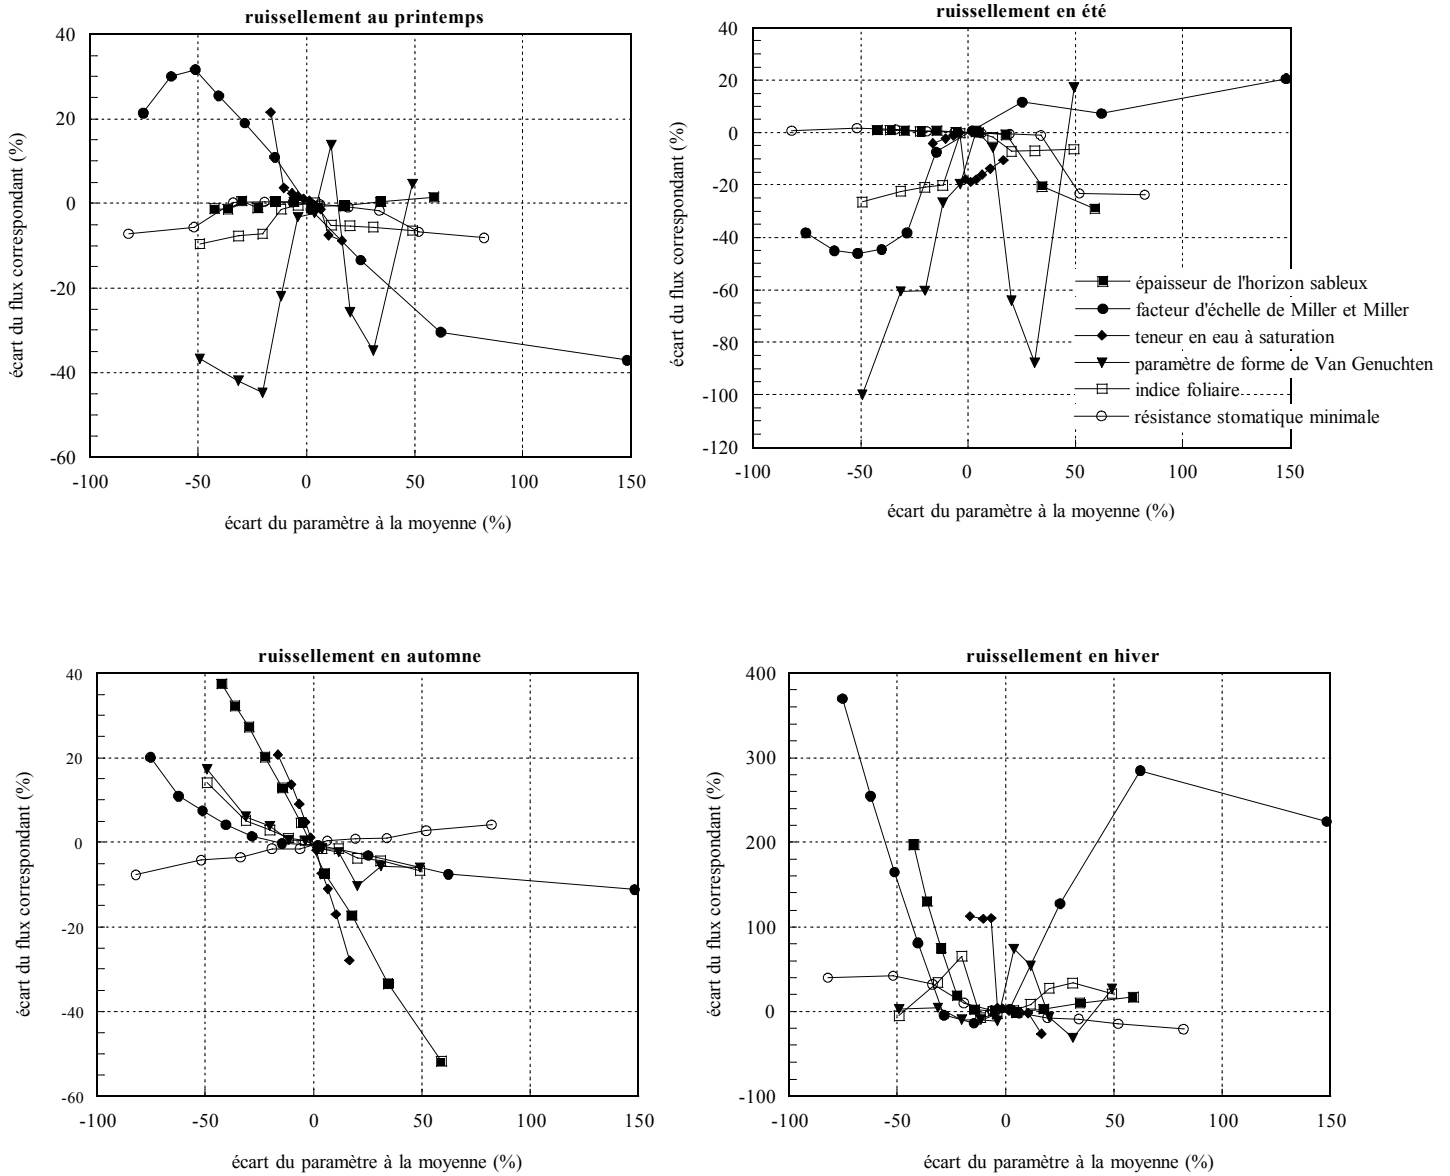 ruissellement au printemps
40
20
0
-20
-40
-60
-100
-50
0
50
100
150
écart du flux correspondant (%)
écart du paramètre à la moyenne (%)
ruissellement en été
40
20
0
-20
-40
-60
-80
-100
-120
-100
-50
0
50
100
150
écart du flux correspondant (%)
écart du paramètre à la moyenne (%)
épaisseur de l'horizon sableux
facteur d'échelle de Miller et Miller
teneur en eau à saturation
paramètre de forme de Van Genuchten
indice foliaire
résistance stomatique minimale
ruissellement en automne
40
20
0
-20
-40
-60
-100
-50
0
50
100
150
écart du flux correspondant (%)
écart du paramètre à la moyenne (%)
ruissellement en hiver
400
300
200
100
0
-100
-100
-50
0
50
100
150
écart du flux correspondant (%)
écart du paramètre à la moyenne (%)